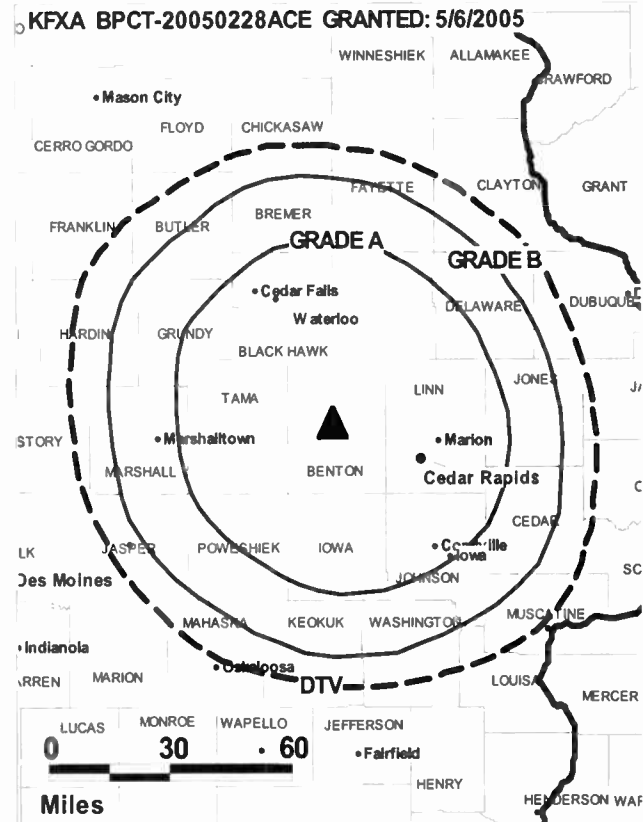 KFXA BPCT-20050228ACE GRANTED: 5/6/2005
WINNESHIEK ALLAMAKEE
CRAWFORD
Mason City
FLOYD CHICKASAW
CERRO GORDO
FAYETTE CLAYTON GRANT
FRANKLIN BUTLER BREMER
GRADE A
GRADE B
Cedar Falls
DELAWARE DUBUQUE
Waterloo
HARDIN GRUNDY
BLACK HAWK
JONES
TAMA LINN
STORY Marshalltown Marion
MARSHALL BENTON
Cedar Rapids
CEDAR
JASPER POWESHIEK IOWA
Iowa
JOHNSON
Des Moines
MAHASKA KEOKUK WASHINGTON MUSCATINE
Indianola
Oskaloosa
MARION
DTV
LOUISA
MERCER
LUCAS MONROE WAPELLO JEFFERSON
0 30 60
Fairfield
HENRY
Miles
HENDERSON WAR